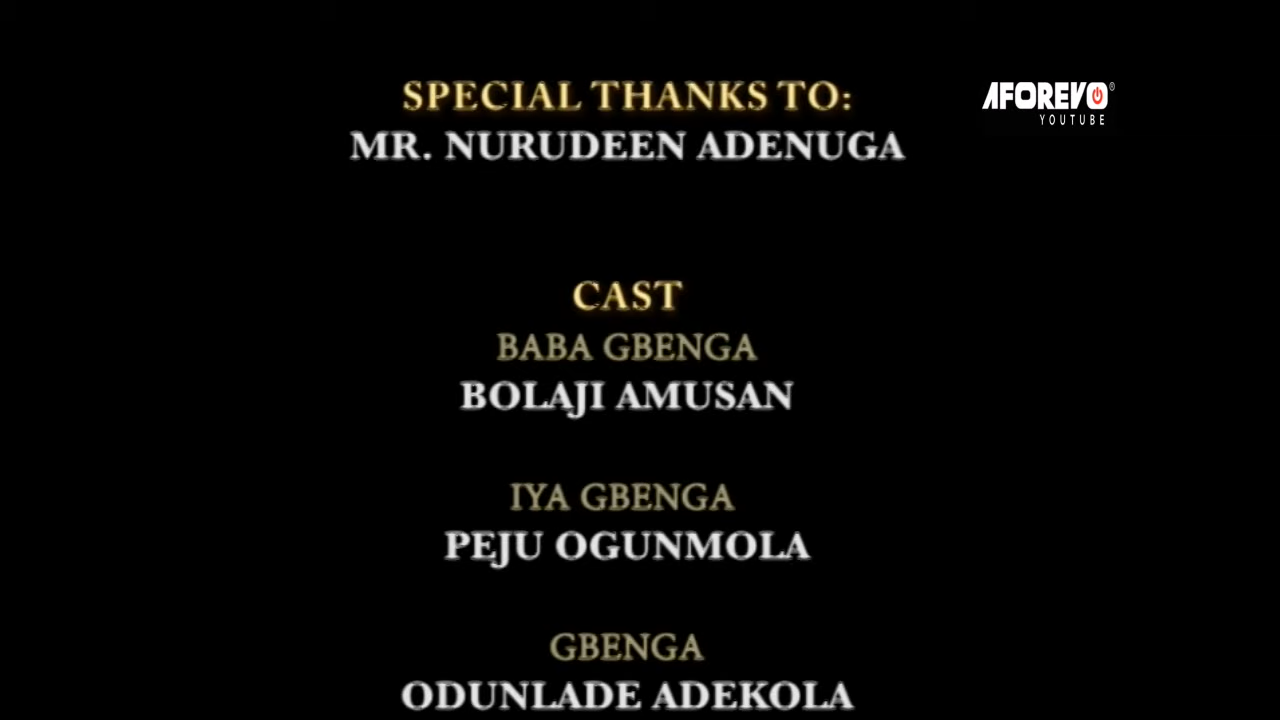 SPECIAL THANKS TO:
MR. NURUDEEN ADENUGA
AFOREVO®
YOUTUBE
CAST
BABA GBENGA
BOLAJI AMUSAN
IYA GBENGA
PEJU OGUNMOLA
GBENGA
ODUNLADE ADEKOLA